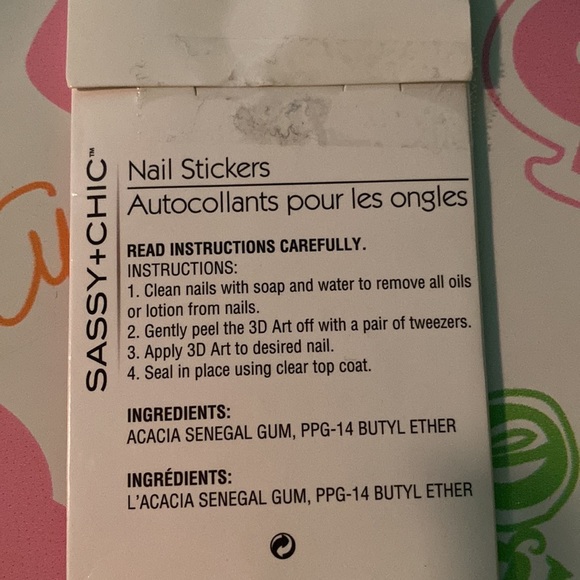 SASSY+CHIC™
Nail Stickers
Autocollants pour les ongles
READ INSTRUCTIONS CAREFULLY.
INSTRUCTIONS:
1. Clean nails with soap and water to remove all oils
or lotion from nails.
2. Gently peel the 3D Art off with a pair of tweezers.
3. Apply 3D Art to desired nail.
4. Seal in place using clear top coat.
INGREDIENTS:
ACACIA SENEGAL GUM, PPG-14 BUTYL ETHER
INGRÉDIENTS:
L'ACACIA SENEGAL GUM, PPG-14 BUTYL ETHER